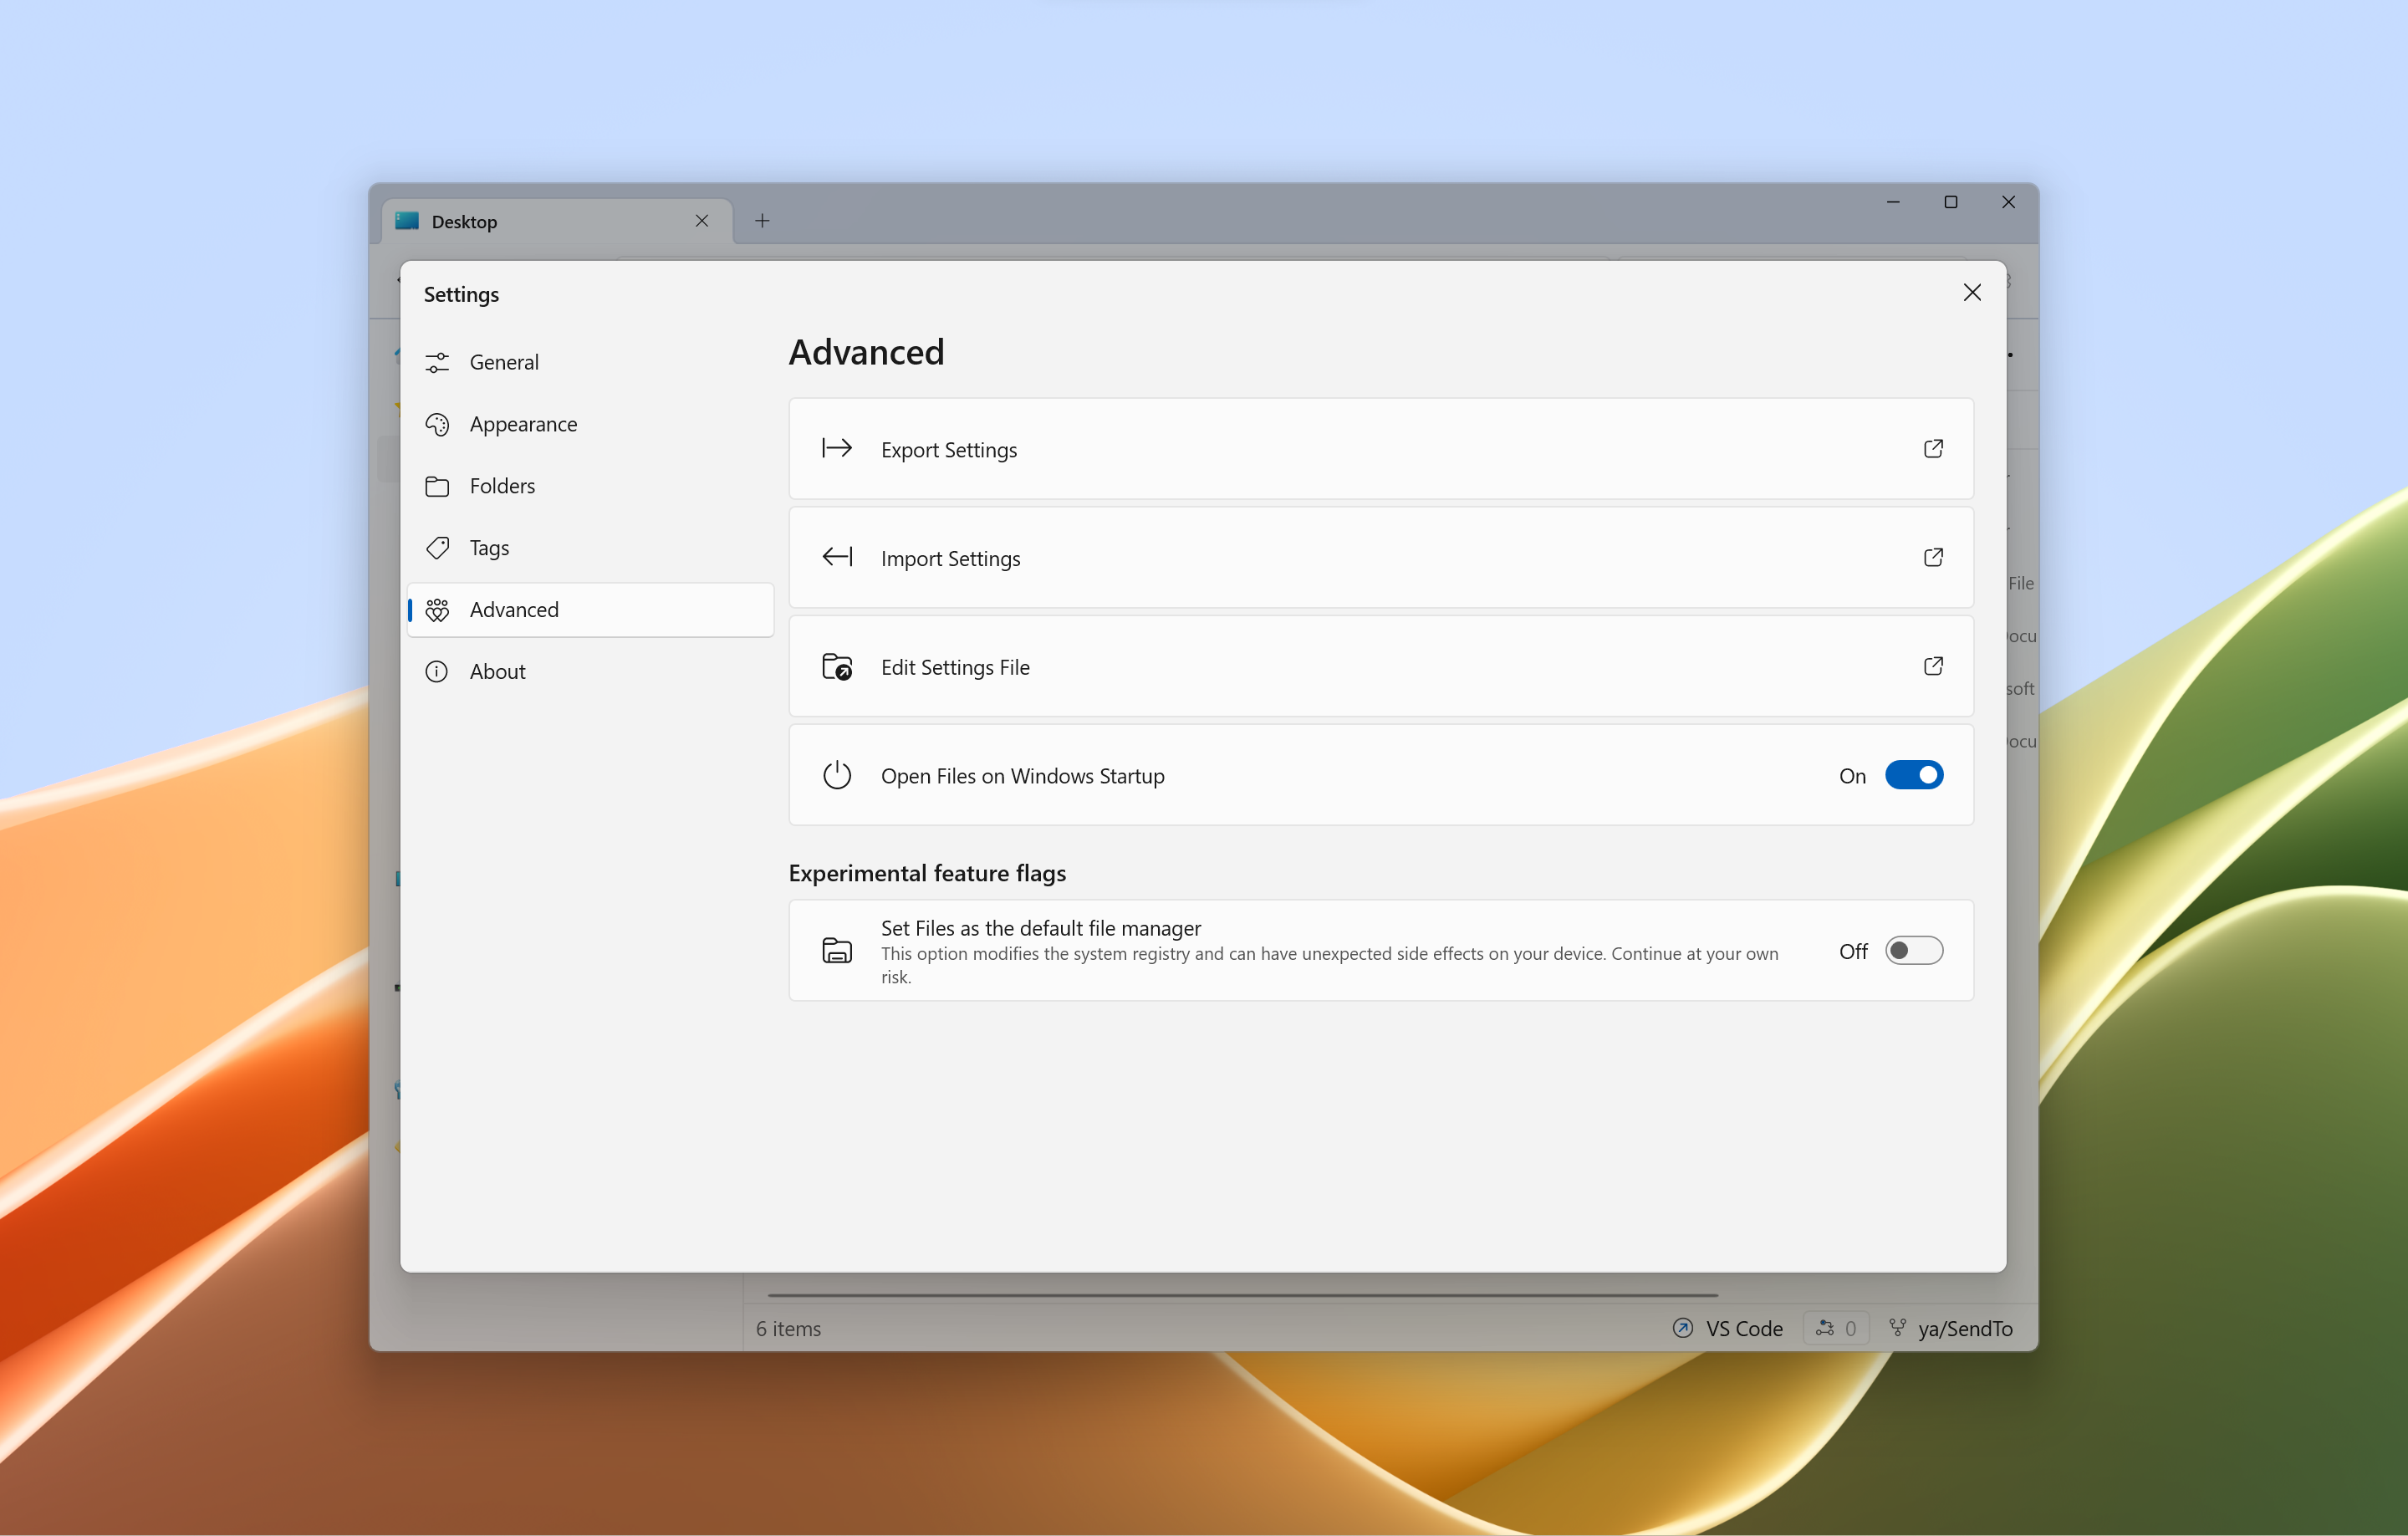 Desktop
Settings
General
Appearance
Folders
Tags
Advanced
About
Advanced
Export Settings
Import Settings
Edit Settings File
Open Files on Windows Startup
On
Experimental feature flags
Set Files as the default file manager
This option modifies the system registry and can have unexpected side effects on your device. Continue at your own
risk.
Off
File
soft
6 items
VS Code
0
ya/SendTo